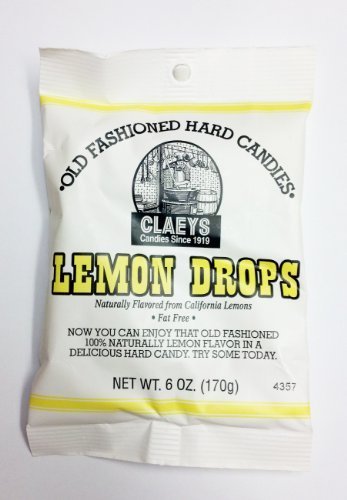 •OLD FASHIONED HARD CANDIES•
CLAEYS
Candies Since 1919
LEMON DROPS
Naturally Flavored from California Lemons
• Fat Free •
NOW YOU CAN ENJOY THAT OLD FASHIONED
100% NATURALLY LEMON FLAVOR IN A
DELICIOUS HARD CANDY. TRY SOME TODAY.
NET WT. 6 OZ. (170g)
4357